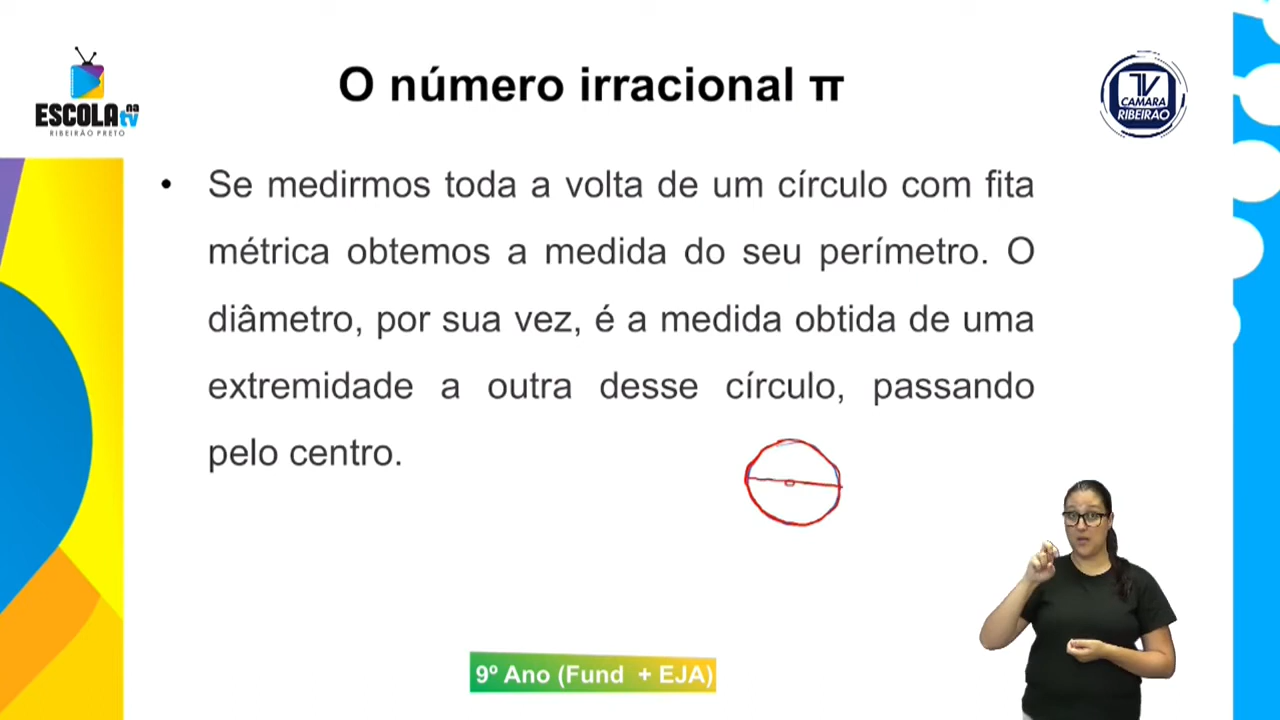 O número irracional π
ESCOLA na tv
RIBEIRÃO PRETO
TV
CAMARA
RIBEIRÃO
• Se medirmos toda a volta de um círculo com fita
métrica obtemos a medida do seu perímetro. O
diâmetro, por sua vez, é a medida obtida de uma
extremidade a outra desse círculo, passando
pelo centro.
9º Ano (Fund + EJA)